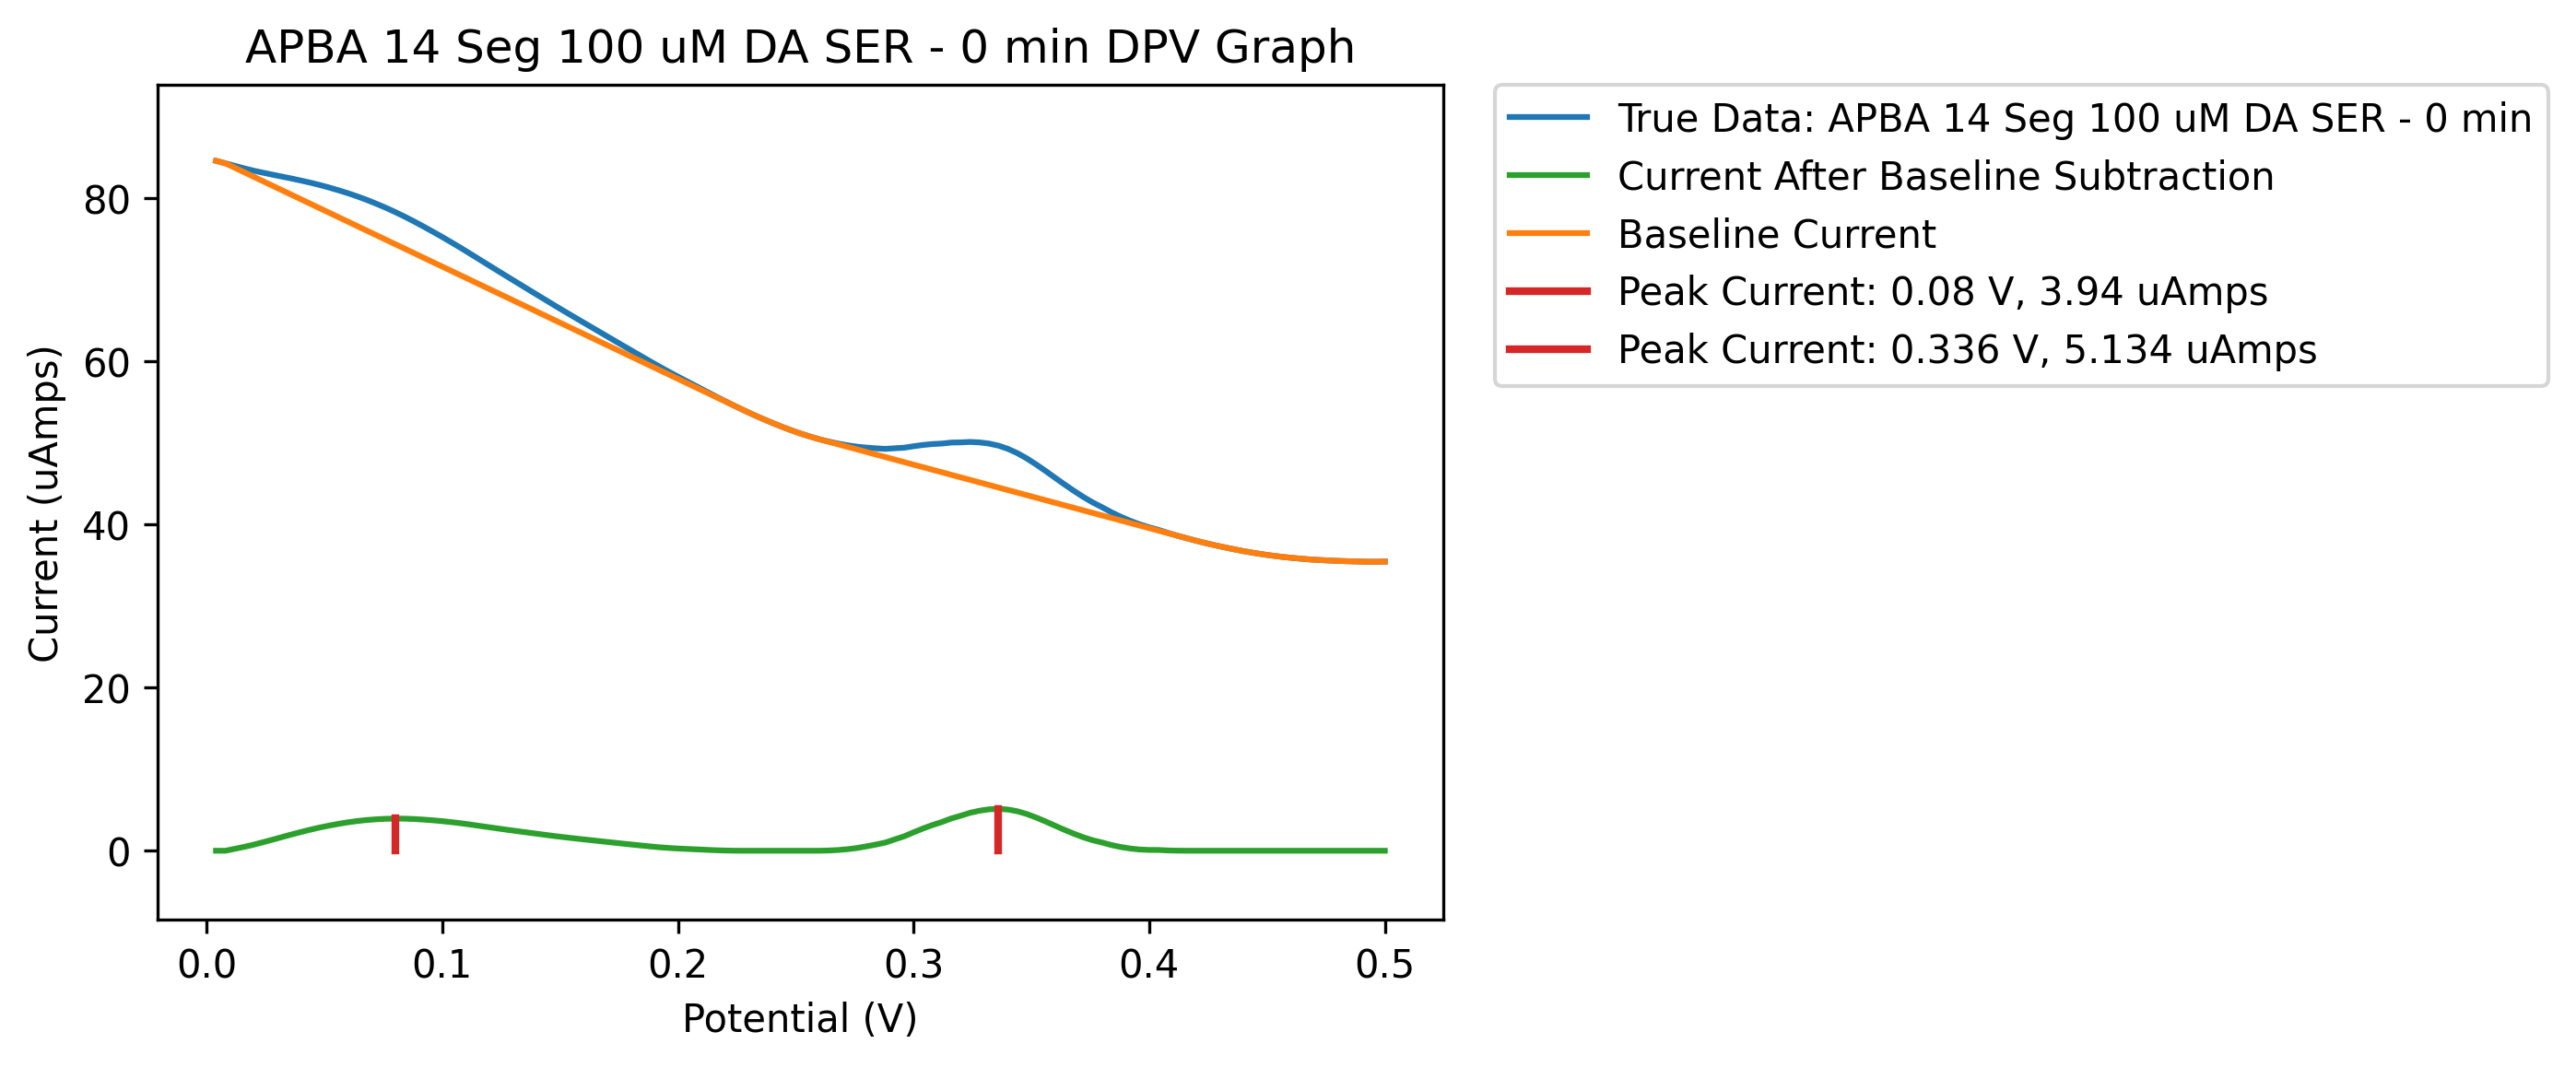 APBA 14 Seg 100 uM DA SER - 0 min DPV Graph
True Data: APBA 14 Seg 100 uM DA SER - 0 min
Current After Baseline Subtraction
Baseline Current
Peak Current: 0.08 V, 3.94 uAmps
Peak Current: 0.336 V, 5.134 uAmps
Current (uAmps)
80
60
40
20
0
0.0 0.1 0.2 0.3 0.4 0.5
Potential (V)